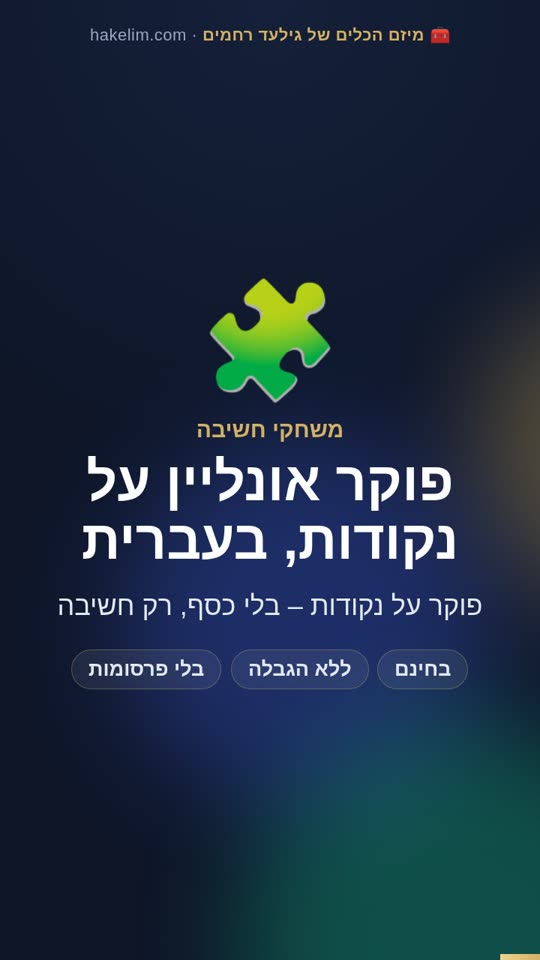 🧰 מיזם הכלים של גילעד רחמים · hakelim.com
משחקי חשיבה
פוקר אונליין על
נקודות, בעברית
פוקר על נקודות – בלי כסף, רק חשיבה
בחינם
ללא הגבלה
בלי פרסומות